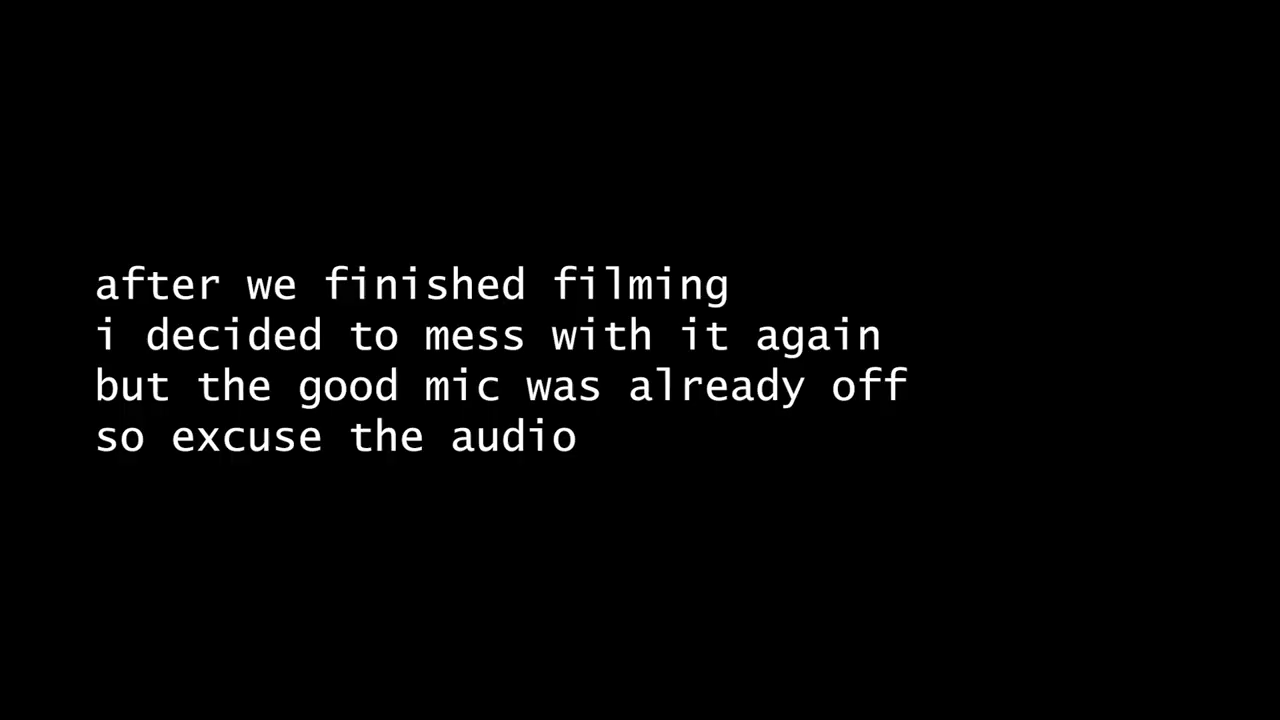 after we finished filming
i decided to mess with it again
but the good mic was already off
so excuse the audio